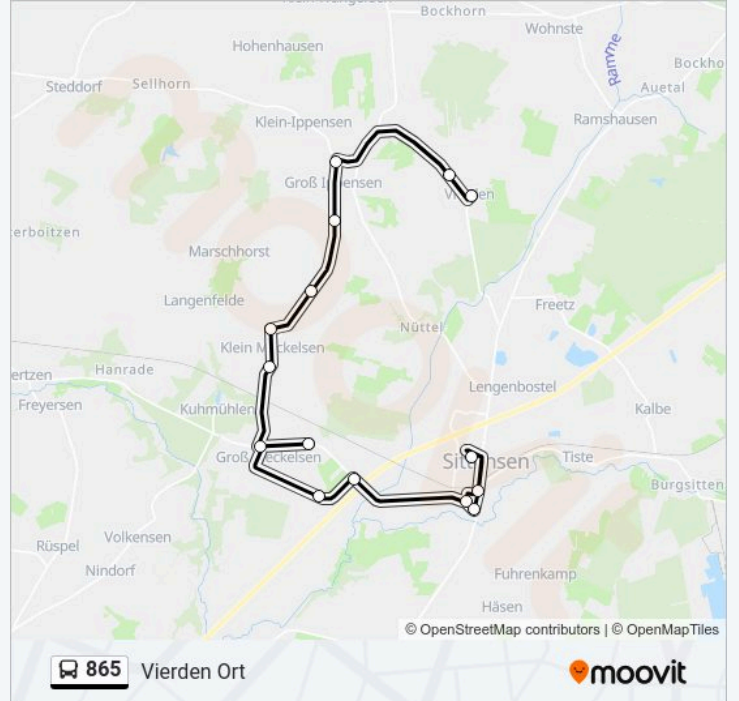 Bockhorn
Wohnste
Hohenhausen
Ramme
Bockho
Steddorf
Sellhorn
Auetal
Klein-Ippensen
Ramshausen
Groß Ippensen
Vierden
erboitzen
Marschhorst
Langenfelde
Freetz
Nüttel
Klein Meckelsen
Hanrade
ertzen
Lengenbostel
Freyersen
Kuhmühlen
Kalbe
Groß Meckelsen
Sittensen
Tiste
Burgsitten
Volkensen
Rüspel
Nindorf
Fuhrenkamp
Häsen
© OpenStreetMap contributors | © OpenMapTiles
865 Vierden Ort
moovit